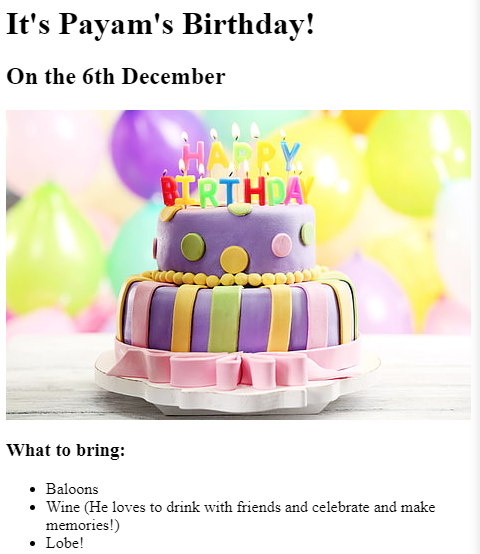 It's Payam's Birthday!
On the 6th December
HAPPY
BIRTHDAY
What to bring:
Baloons
Wine (He loves to drink with friends and celebrate and make
memories!)
Lobe!